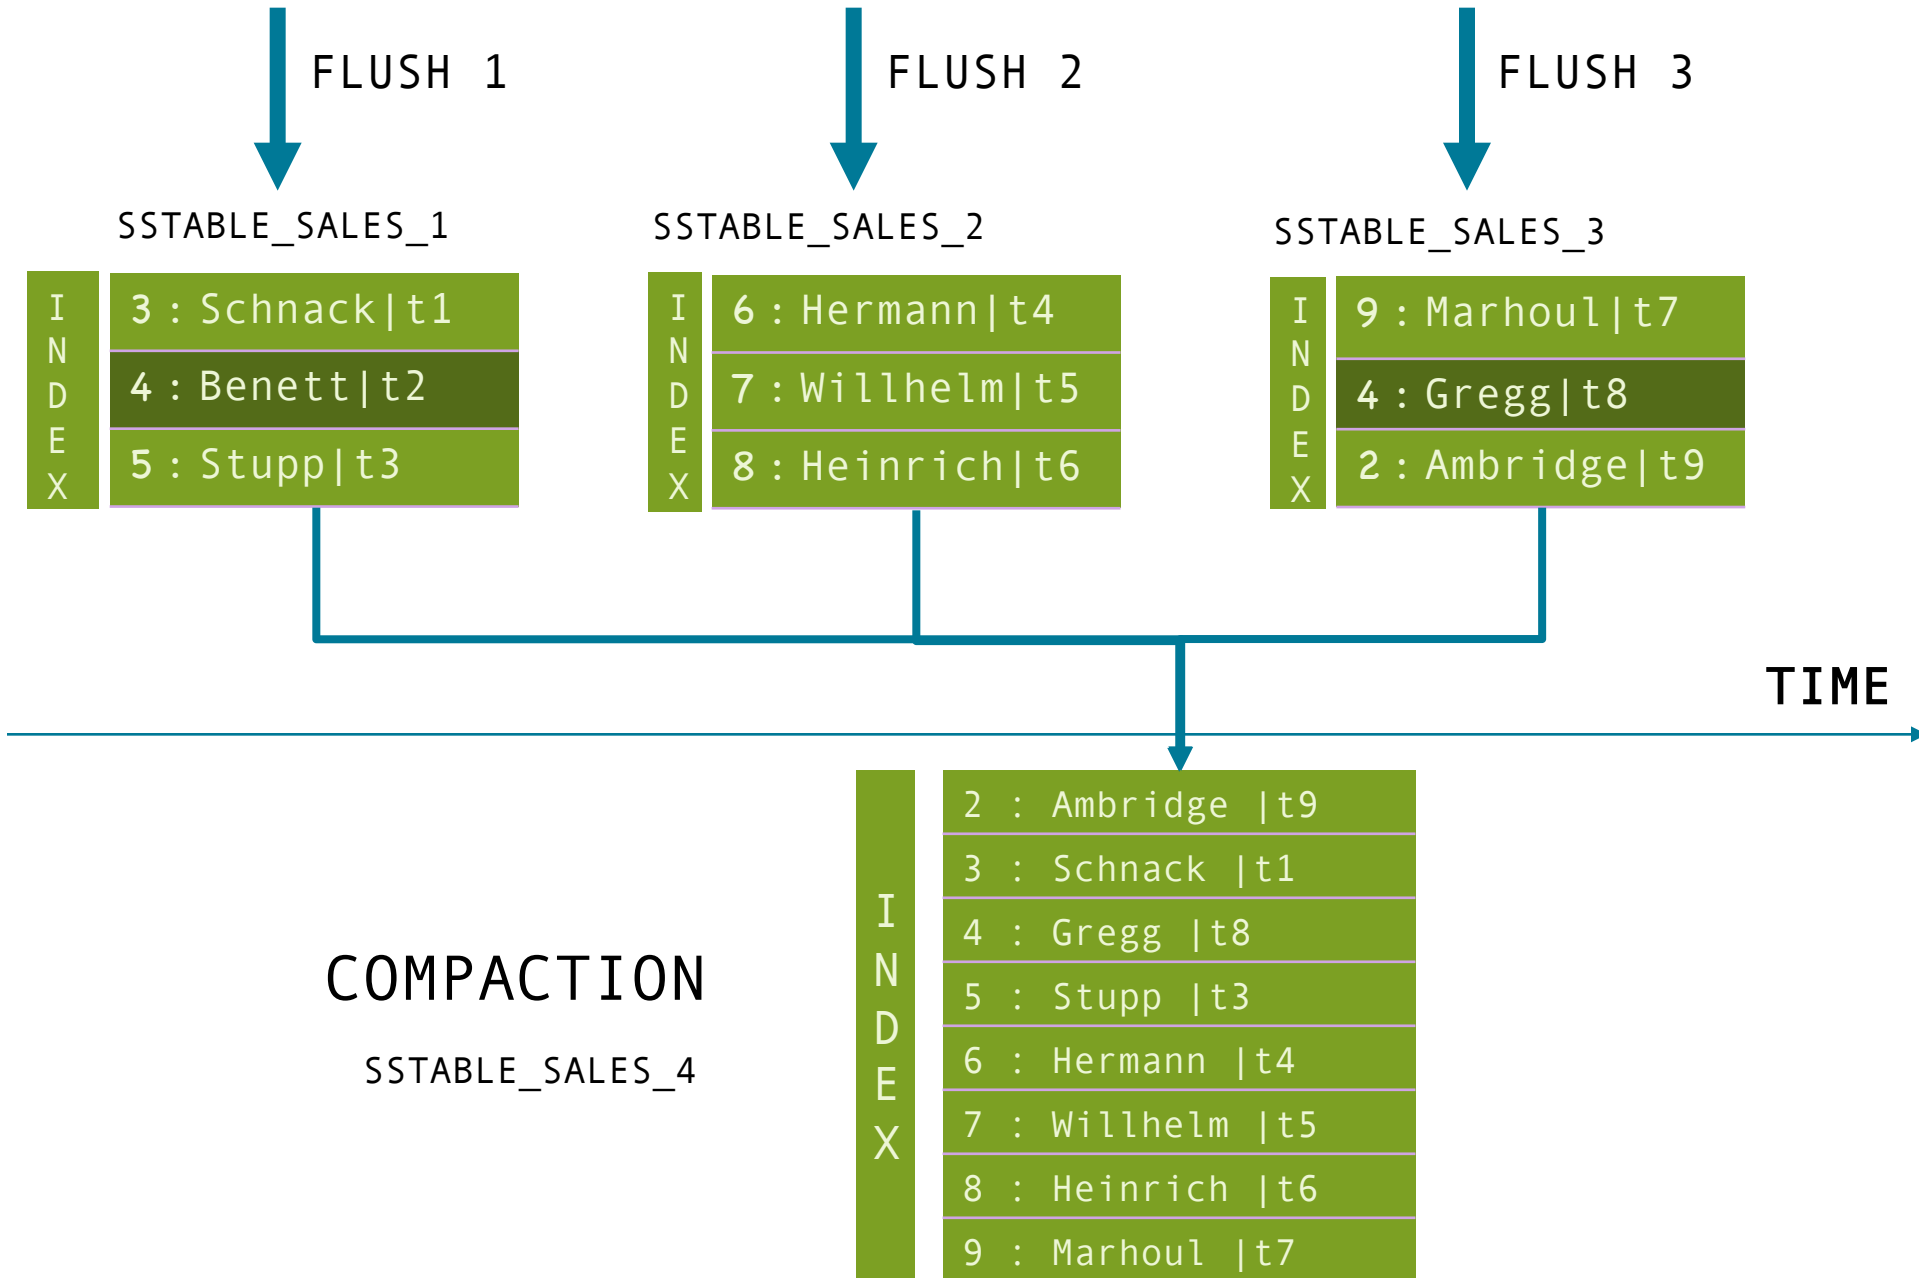 FLUSH 1
FLUSH 2
FLUSH 3
SSTABLE_SALES_1
INDEX
3 : Schnack|t1
4 : Benett|t2
5 : Stupp|t3
SSTABLE_SALES_2
INDEX
6 : Hermann|t4
7 : Willhelm|t5
8 : Heinrich|t6
SSTABLE_SALES_3
INDEX
9 : Marhoul|t7
4 : Gregg|t8
2 : Ambridge|t9
TIME
COMPACTION
SSTABLE_SALES_4
INDEX
2 : Ambridge |t9
3 : Schnack |t1
4 : Gregg |t8
5 : Stupp |t3
6 : Hermann |t4
7 : Willhelm |t5
8 : Heinrich |t6
9 : Marhoul |t7